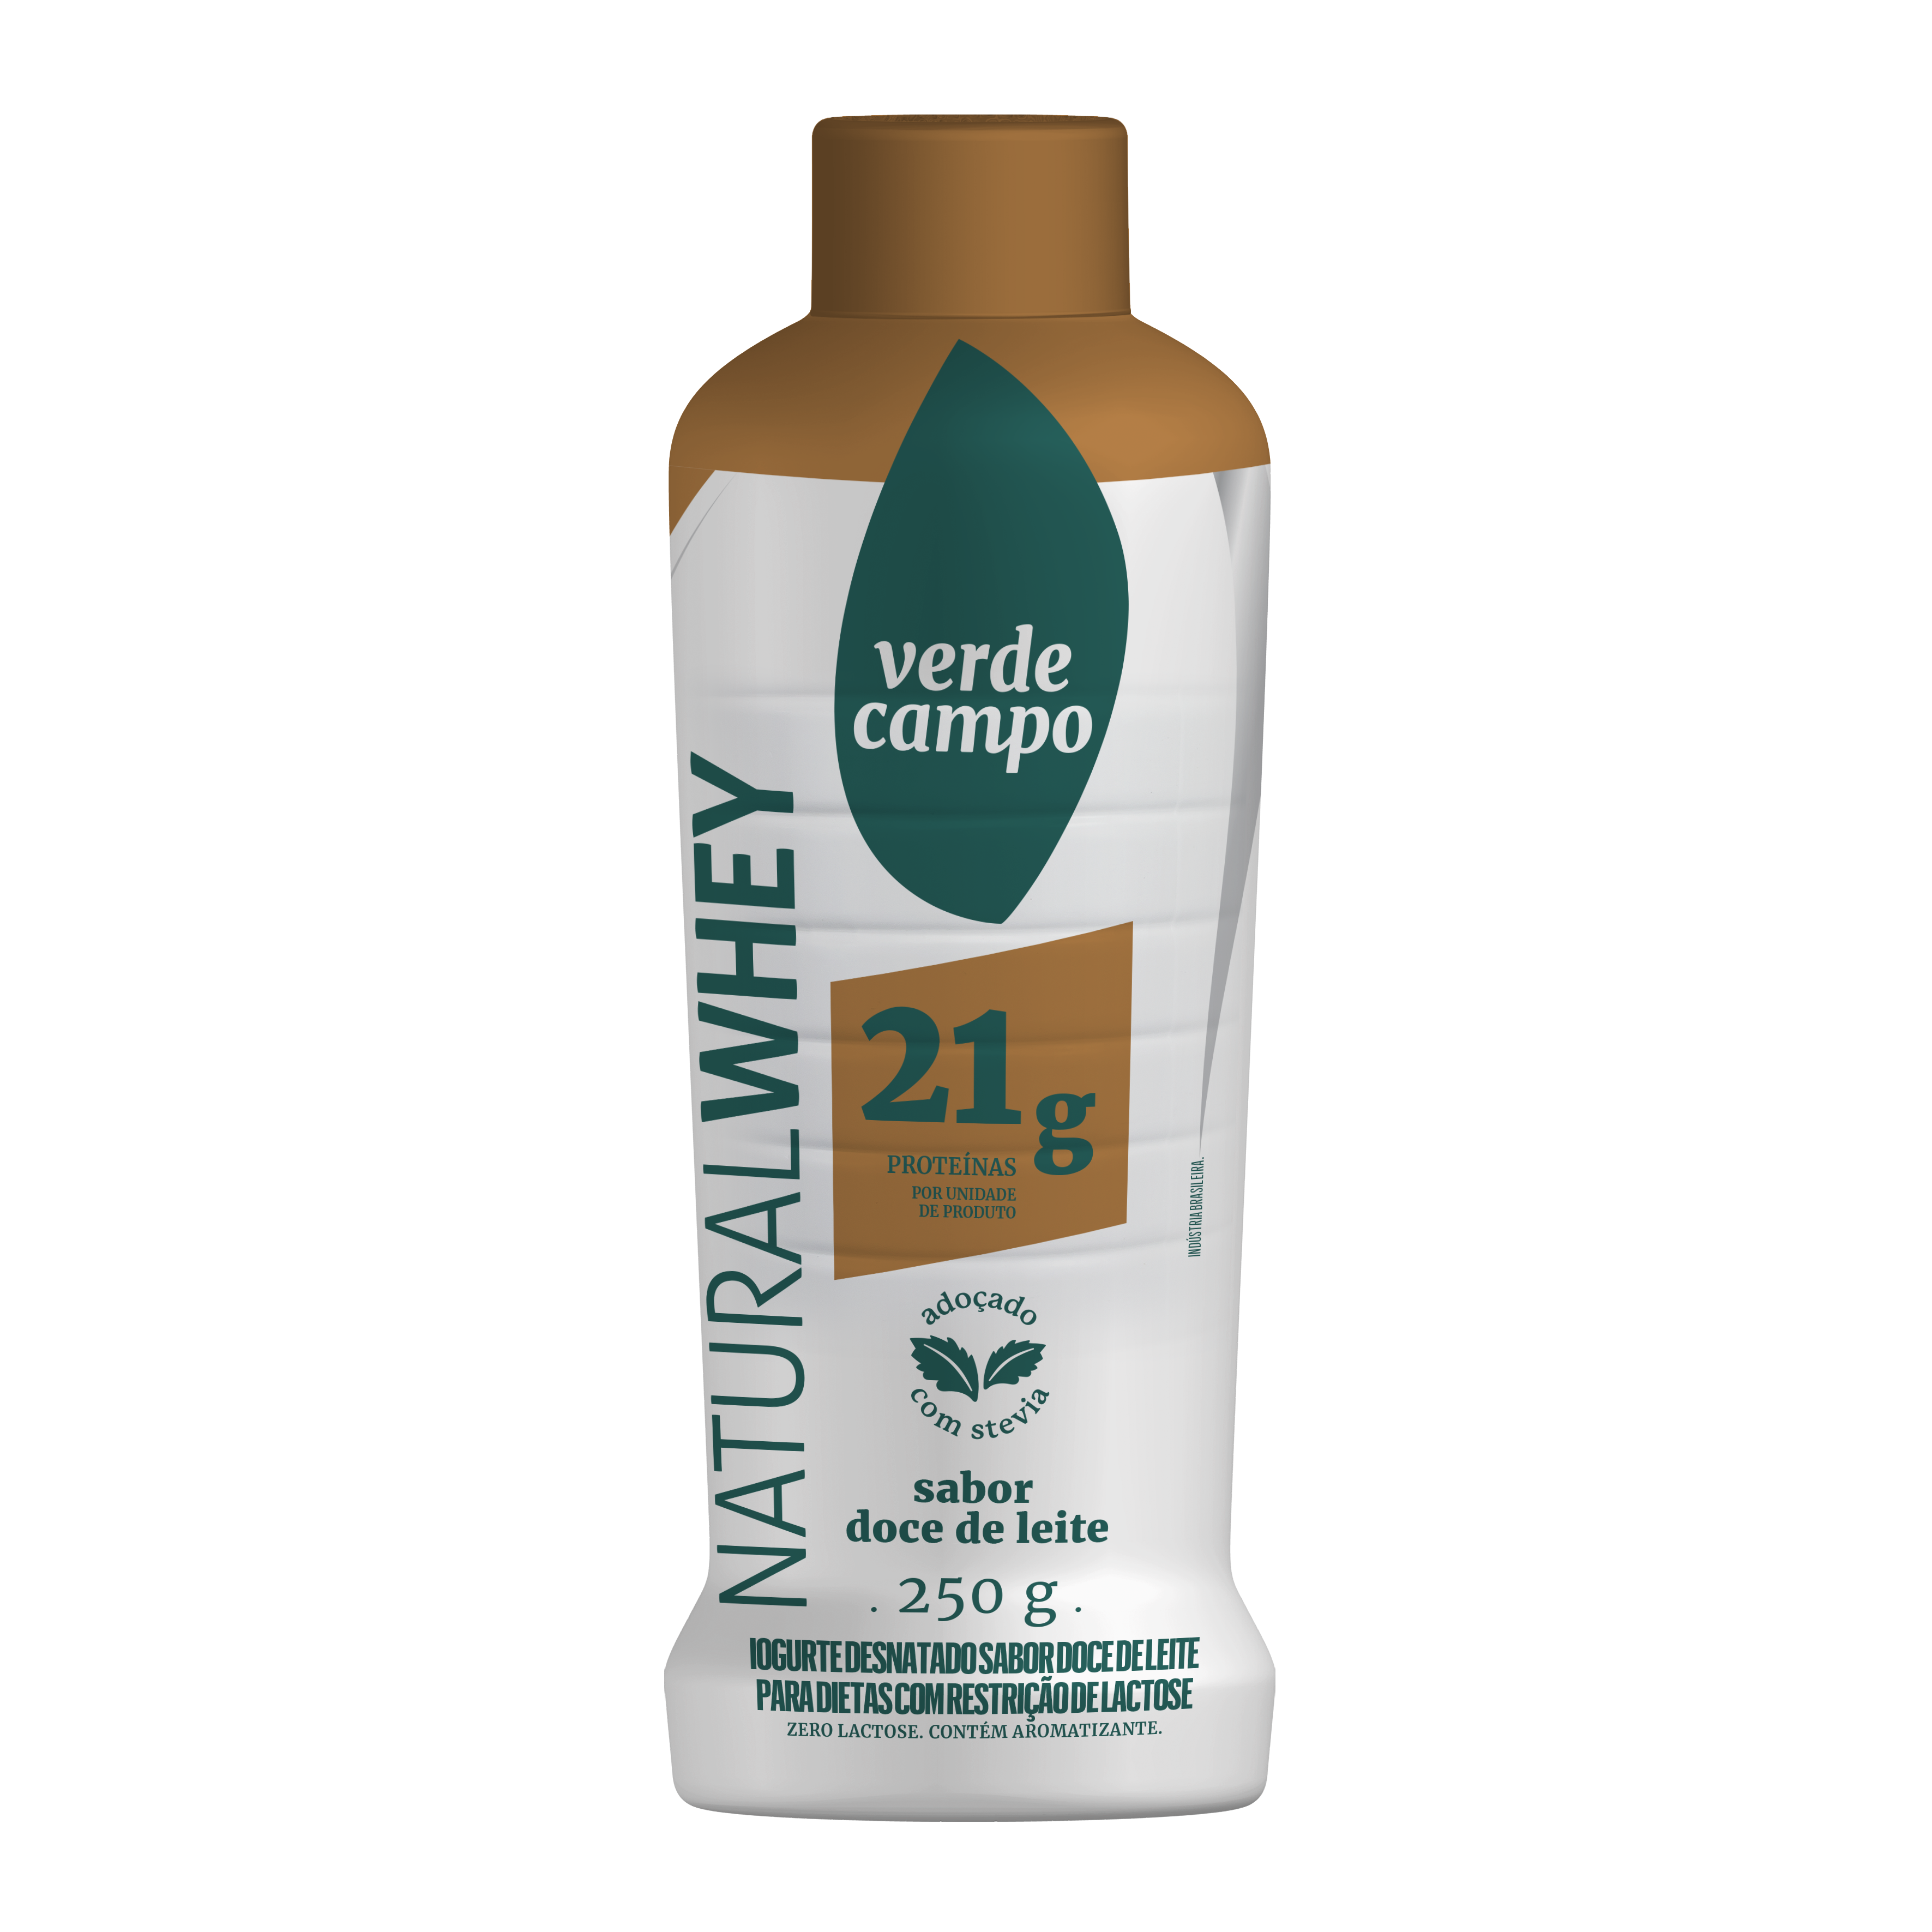 verde
campo
NATURALWHEY
21g
PROTEÍNAS
POR UNIDADE
DE PRODUTO
INDÚSTRIA BRASILEIRA.
adoçado
com stevia
sabor
doce de leite
. 250 g .
IOGURTE DESNATADO SABOR DOCE DE LEITE
PARA DIETAS COM RESTRIÇÃO DE LACTOSE
ZERO LACTOSE. CONTÉM AROMATIZANTE.